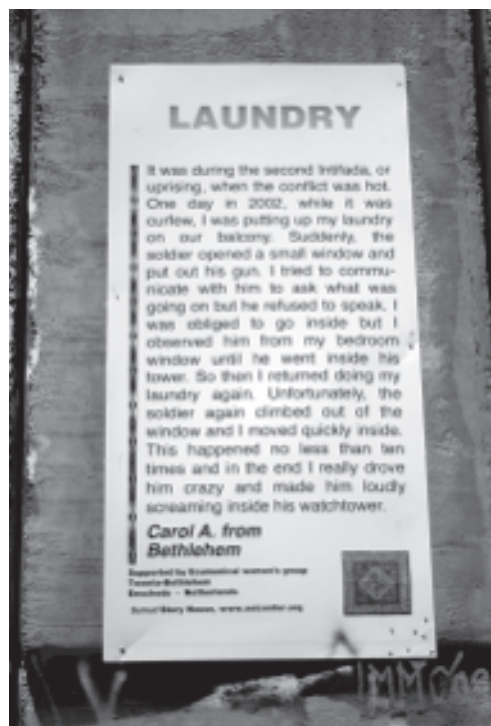 LAUNDRY
It was during the second Intifada, or
uprising, when the conflict was hot.
One day in 2002, while it was
curfew, I was putting up my laundry
on our balcony. Suddenly, the
soldier opened a small window and
put out his gun. I tried to commu-
nicate with him to ask what was
going on but he refused to speak. I
was obliged to go inside but I
observed him from my bedroom
window until he went inside his
tower. So then I returned doing my
laundry again. Unfortunately, the
soldier again climbed out of the
window and I moved quickly inside.
This happened no less than ten
times and in the end I really drove
him crazy and made him loudly
screaming inside his watchtower.
Carol A. from
Bethlehem
Supported by Ecumenical women's group
Twente-Bethlehem
Enschede - Netherlands
Sumud Story House, www.aeicenter.org